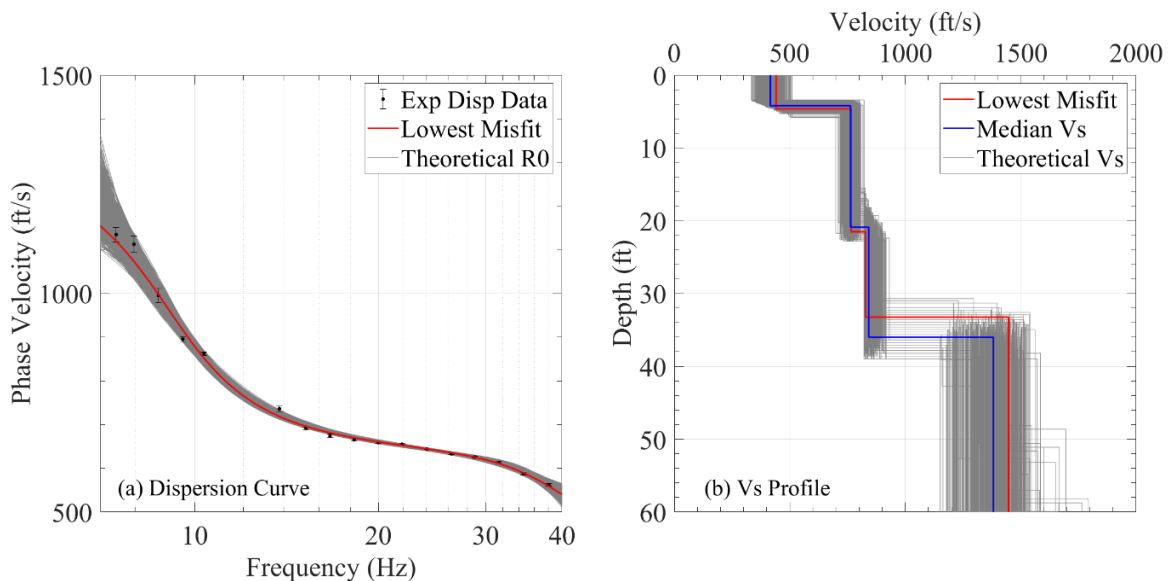 1500
1000
500
Phase Velocity (ft/s)
Exp Disp Data
Lowest Misfit
Theoretical R0
(a) Dispersion Curve
10
20
30
40
Frequency (Hz)
Velocity (ft/s)
0
500
1000
1500
2000
0
10
20
30
40
50
60
Depth (ft)
Lowest Misfit
Median Vs
Theoretical Vs
(b) Vs Profile